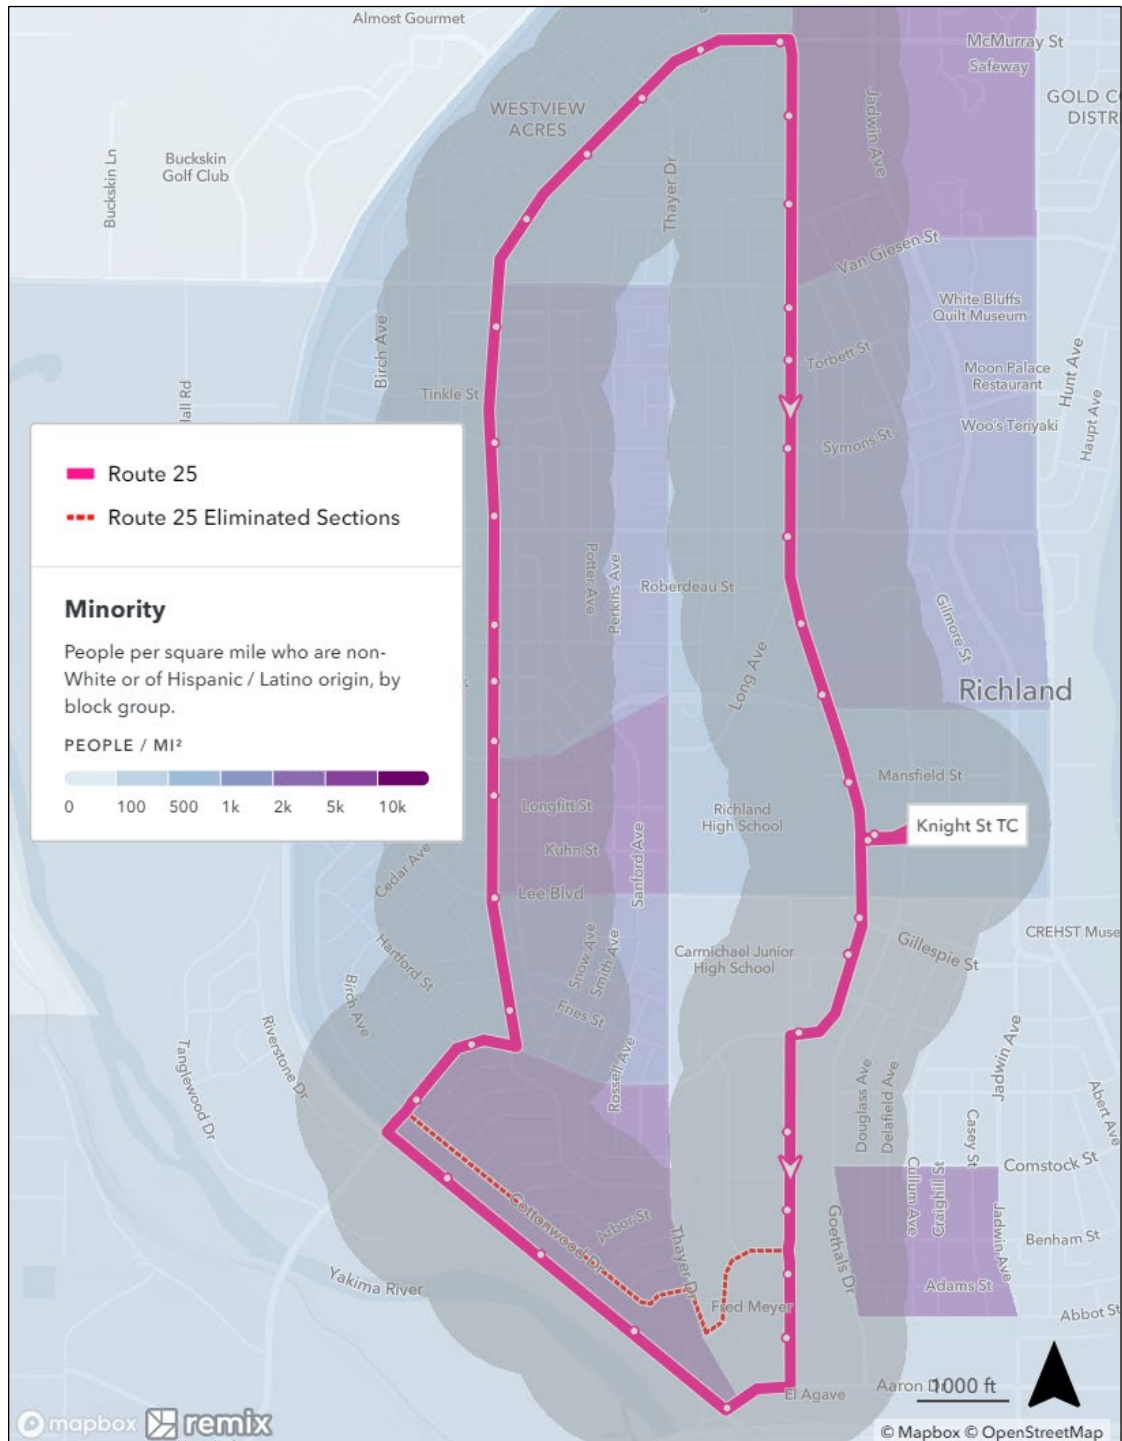 Almost Gourmet
McMurray St
Safeway
WESTVIEW
ACRES
Jadwin Ave
GOLD CO
DISTR
Buckskin Ln
Buckskin
Golf Club
Thayer Dr
Van Giesen St
White Bluffs
Quilt Museum
Birch Ave
Torbett St
Moon Palace
Restaurant
Hunt Ave
Tinkle St
Hall Rd
Haupt Ave
Woo's Teriyaki
Symons St
Route 25
Route 25 Eliminated Sections
Minority
People per square mile who are non-
White or of Hispanic / Latino origin, by
block group.
PEOPLE / MI²
0 100 500 1k 2k 5k 10k
Potter Ave
Perkins Ave
Roberdeau St
Gilmore St
Long Ave
Richland
Mansfield St
Longfitt St
Richland
High School
Knight St TC
Kuhn St
Cedar Ave
Sanford Ave
Lee Blvd
Hartford St
Snow Ave
Smith Ave
Carmichael Junior
High School
Gillespie St
CREHST Muse
Birch Ave
Fries St
Riverstone Dr
Tanglewood Dr
Rossell Ave
Douglass Ave
Delafield Ave
Jadwin Ave
Abert Ave
Casey St
Comstock St
Cullum Ave
Craighill St
Cottonwood Dr
Arbor St
Thayer Dr
Goethals Dr
Jadwin Ave
Benham St
Yakima River
Adams St
Fred Meyer
Abbot St
El Agave
Aaron Dr
1000 ft
mapbox remix
© Mapbox © OpenStreetMap